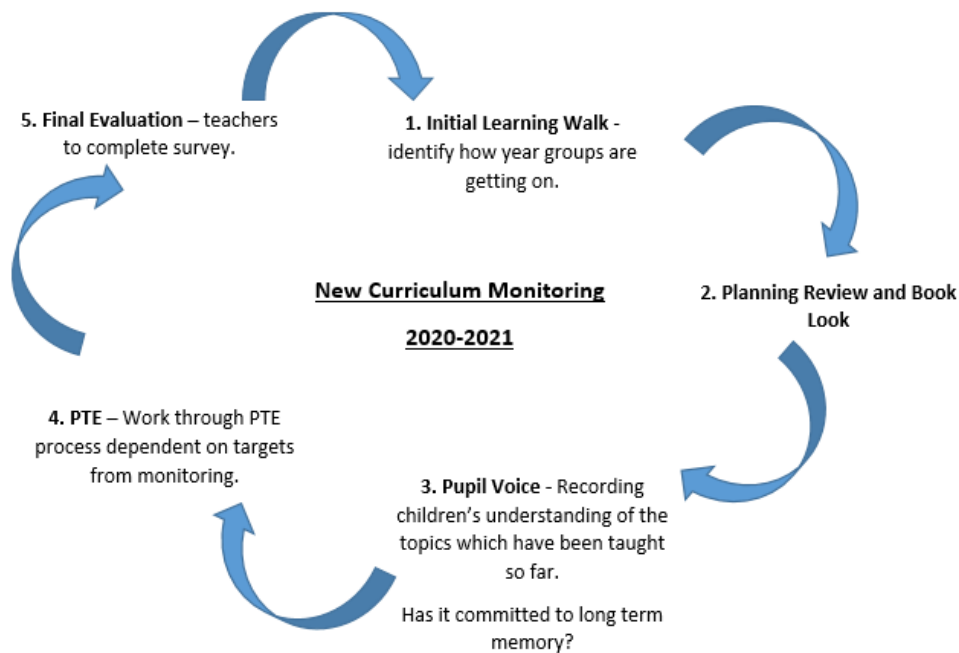 New Curriculum Monitoring
2020-2021
1. Initial Learning Walk -
identify how year groups are
getting on.
2. Planning Review and Book
Look
3. Pupil Voice - Recording
children’s understanding of the
topics which have been taught
so far.
Has it committed to long term
memory?
4. PTE – Work through PTE
process dependent on targets
from monitoring.
5. Final Evaluation – teachers
to complete survey.